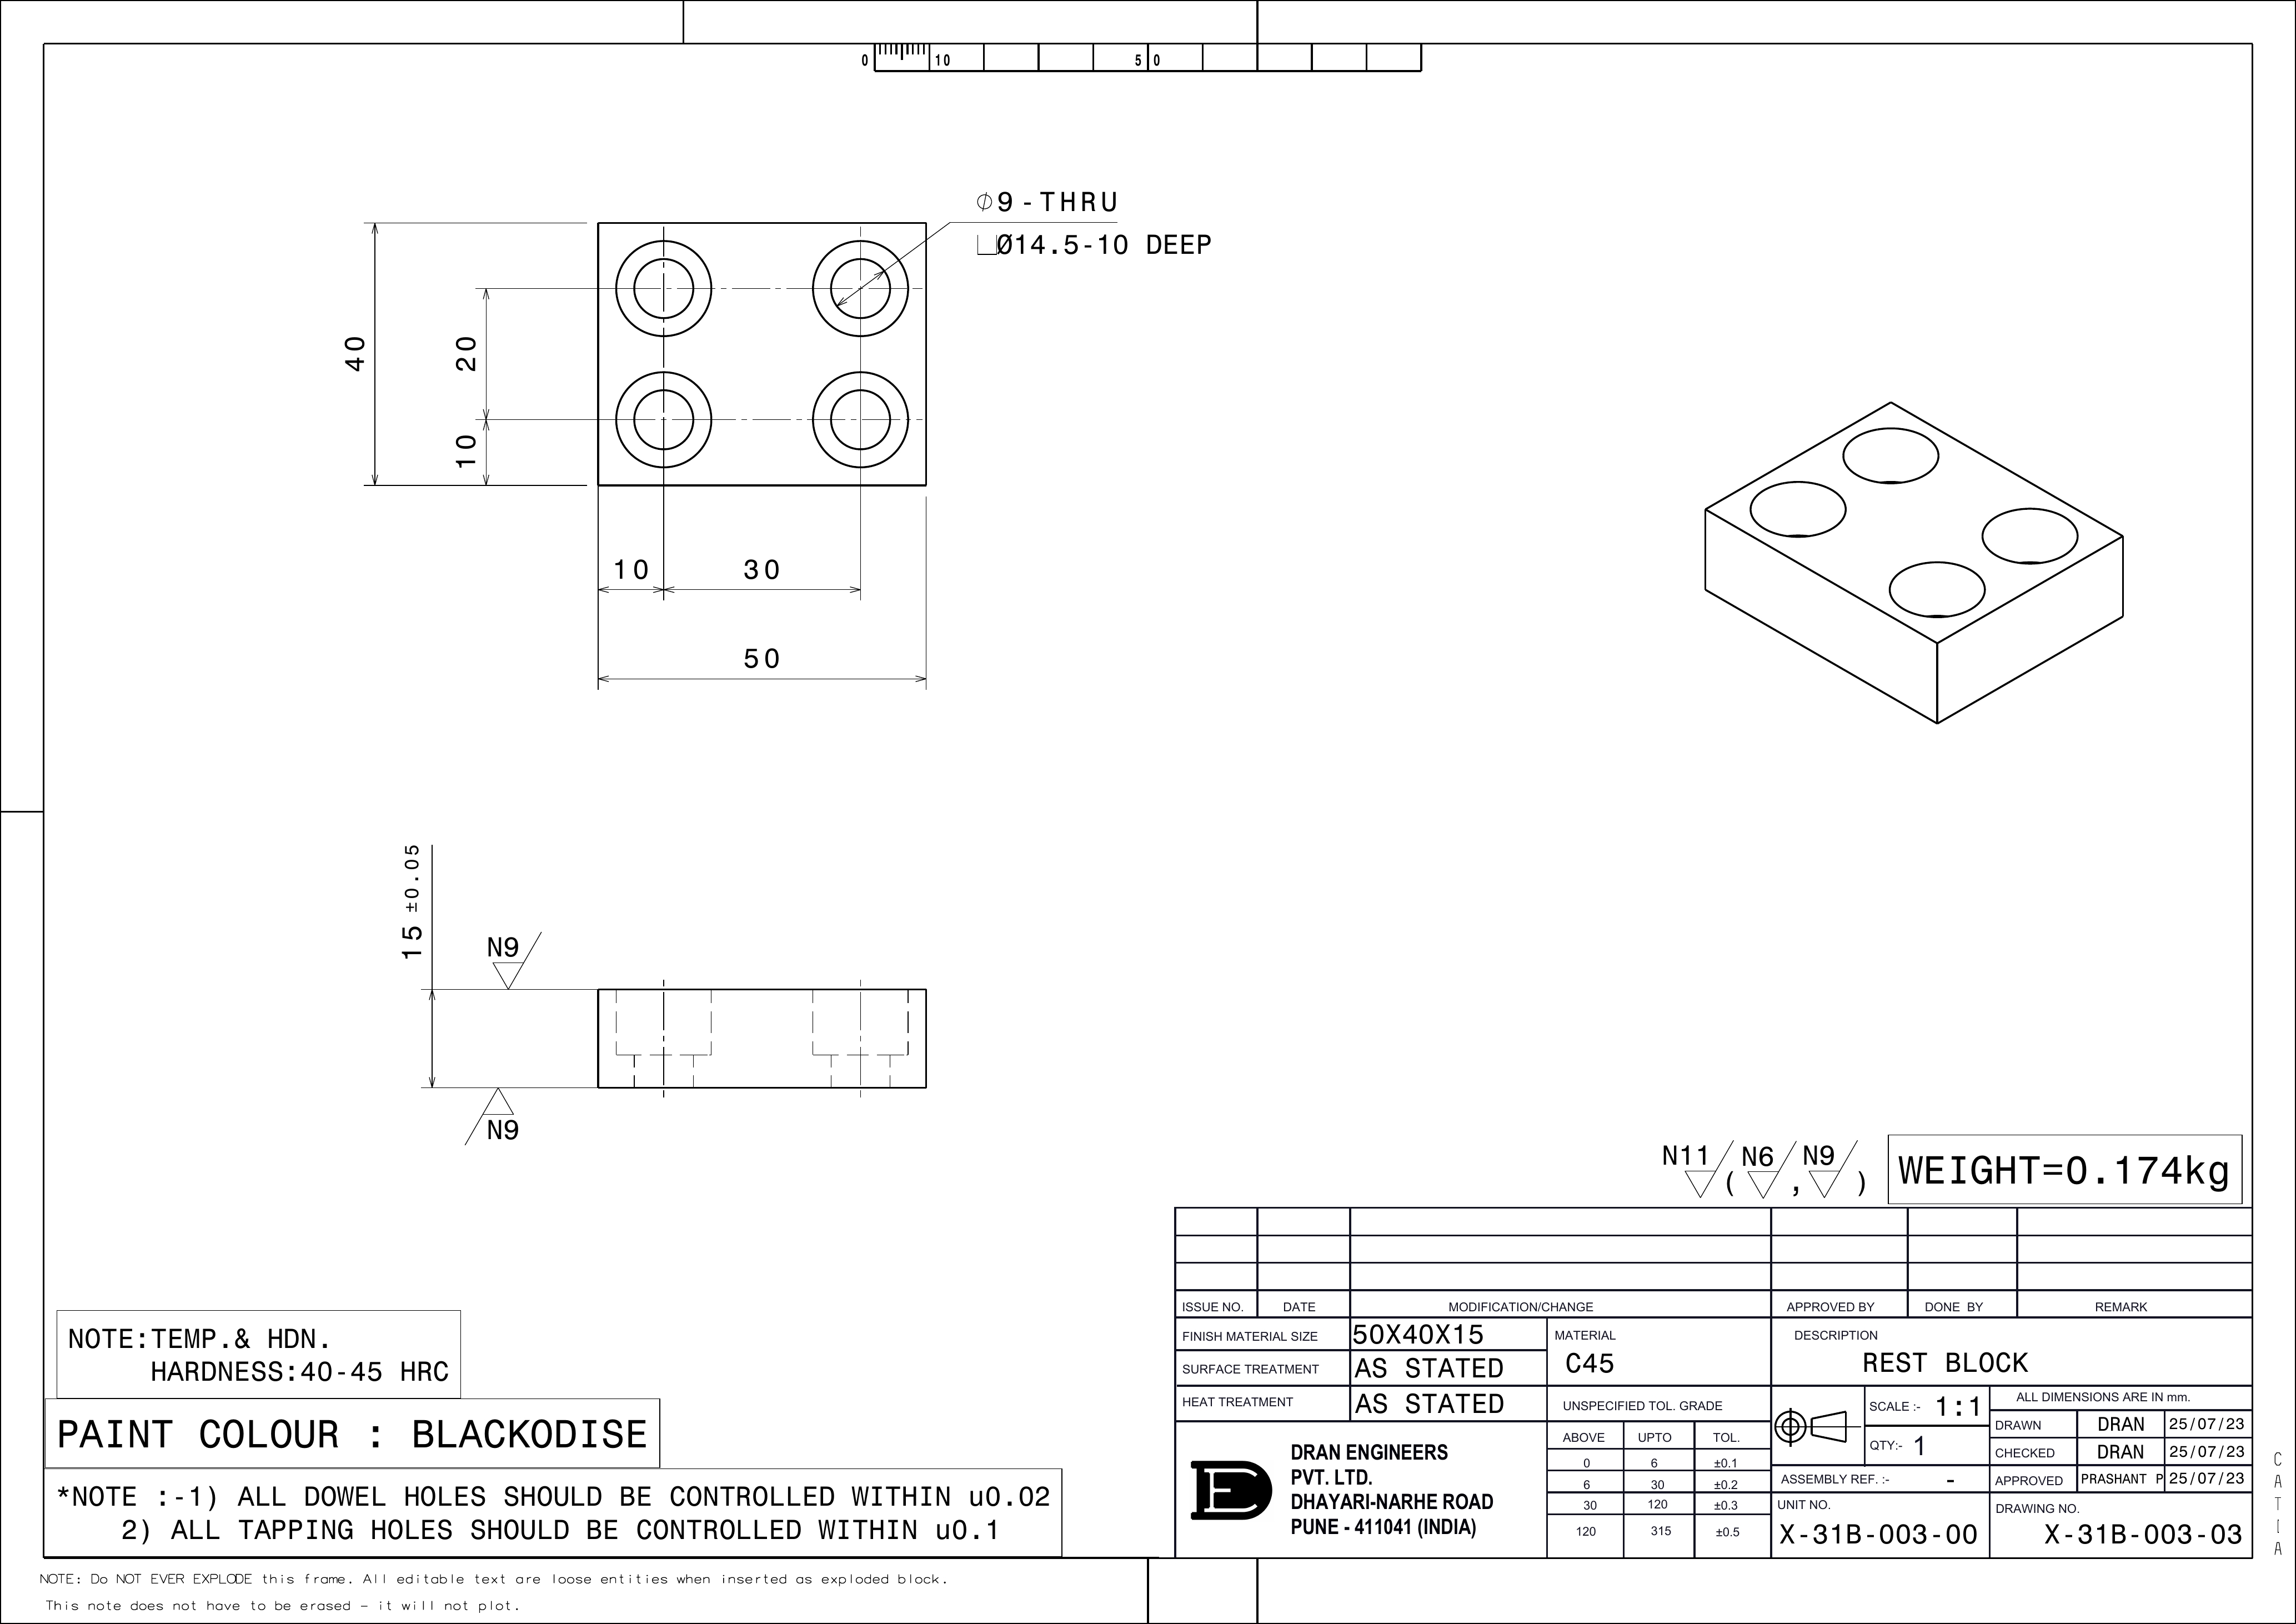 0 10 50
Ø9-THRU
⌴Ø14.5-10 DEEP
40
20
10
10 30
50
15 ±0.05
N9
N9
N11 ( N6 , N9 )
WEIGHT=0.174kg
ISSUE NO. DATE MODIFICATION/CHANGE APPROVED BY DONE BY REMARK
FINISH MATERIAL SIZE 50X40X15
SURFACE TREATMENT AS STATED
HEAT TREATMENT AS STATED
MATERIAL
C45
DESCRIPTION
REST BLOCK
UNSPECIFIED TOL. GRADE
ABOVE UPTO TOL.
0 6 ±0.1
6 30 ±0.2
30 120 ±0.3
120 315 ±0.5
SCALE :- 1:1
QTY:- 1
ALL DIMENSIONS ARE IN mm.
DRAWN DRAN 25/07/23
CHECKED DRAN 25/07/23
APPROVED PRASHANT P 25/07/23
ASSEMBLY REF. :- -
UNIT NO.
X-31B-003-00
DRAWING NO.
X-31B-003-03
DE
DRAN ENGINEERS
PVT. LTD.
DHAYARI-NARHE ROAD
PUNE - 411041 (INDIA)
NOTE:TEMP.& HDN.
HARDNESS:40-45 HRC
PAINT COLOUR : BLACKODISE
*NOTE :-1) ALL DOWEL HOLES SHOULD BE CONTROLLED WITHIN u0.02
2) ALL TAPPING HOLES SHOULD BE CONTROLLED WITHIN u0.1
NOTE: Do NOT EVER EXPLODE this frame. All editable text are loose entities when inserted as exploded block.
This note does not have to be erased - it will not plot.
CATIA